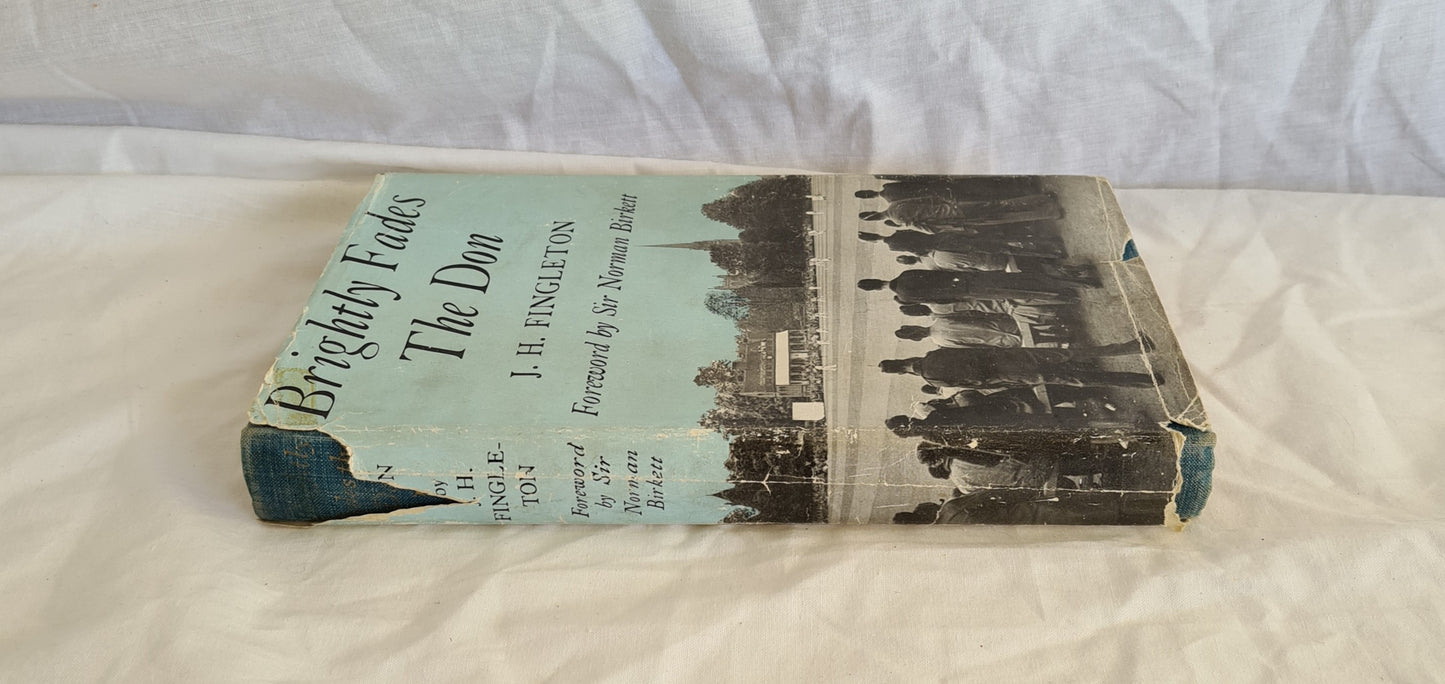 Brightly Fades
The Don
J. H. FINGLETON
Foreword by Sir Norman Birkett
N
by
J. H.
FINGLE-
TON
Foreword
by Sir
Norman
Birkett